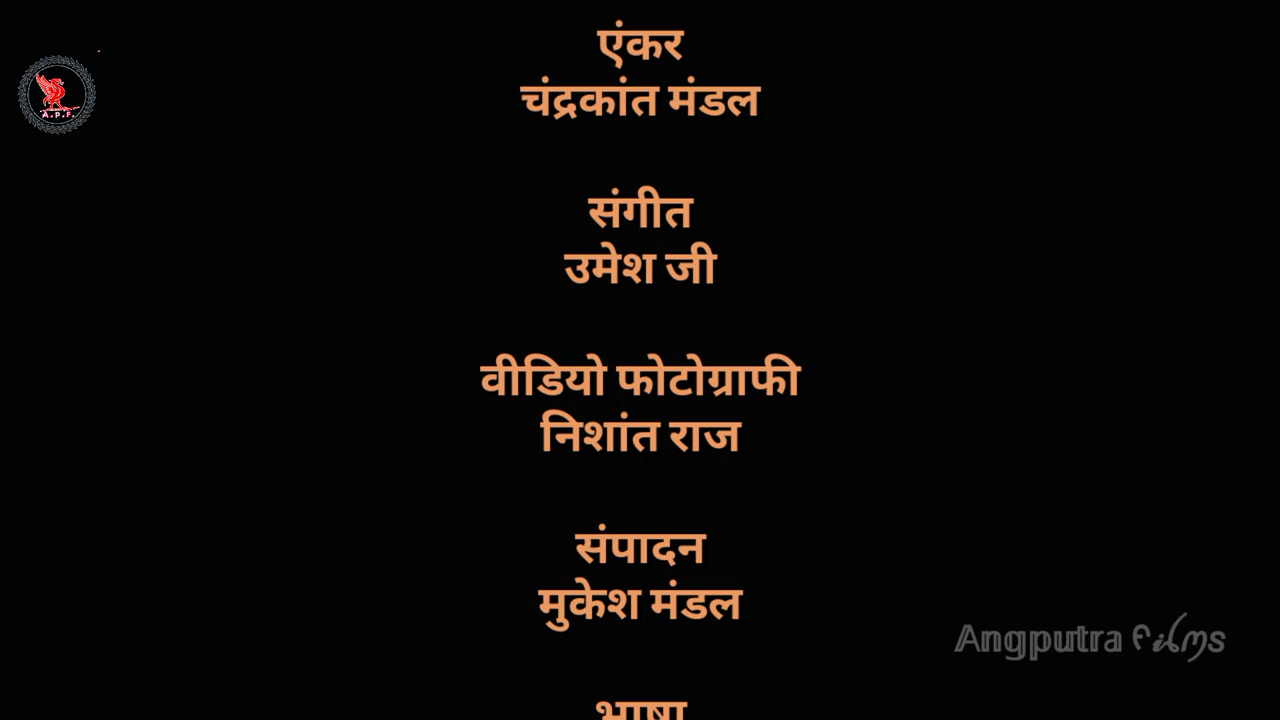 एंकर
चंद्रकांत मंडल
A.P.F.
संगीत
उमेश जी
वीडियो फोटोग्राफी
निशांत राज
संपादन
मुकेश मंडल
Angputra Films
भाषा